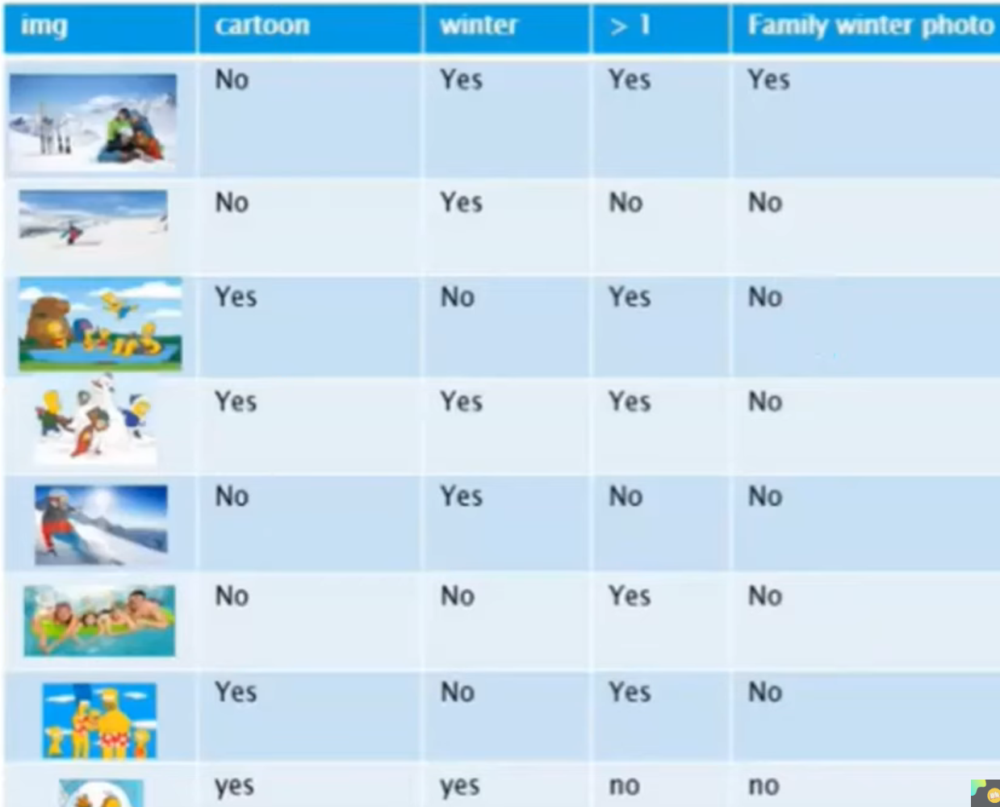 img cartoon winter > 1 Family winter photo
No Yes Yes Yes
No Yes No No
Yes No Yes No
Yes Yes Yes No
No Yes No No
No No Yes No
Yes No Yes No
yes yes no no